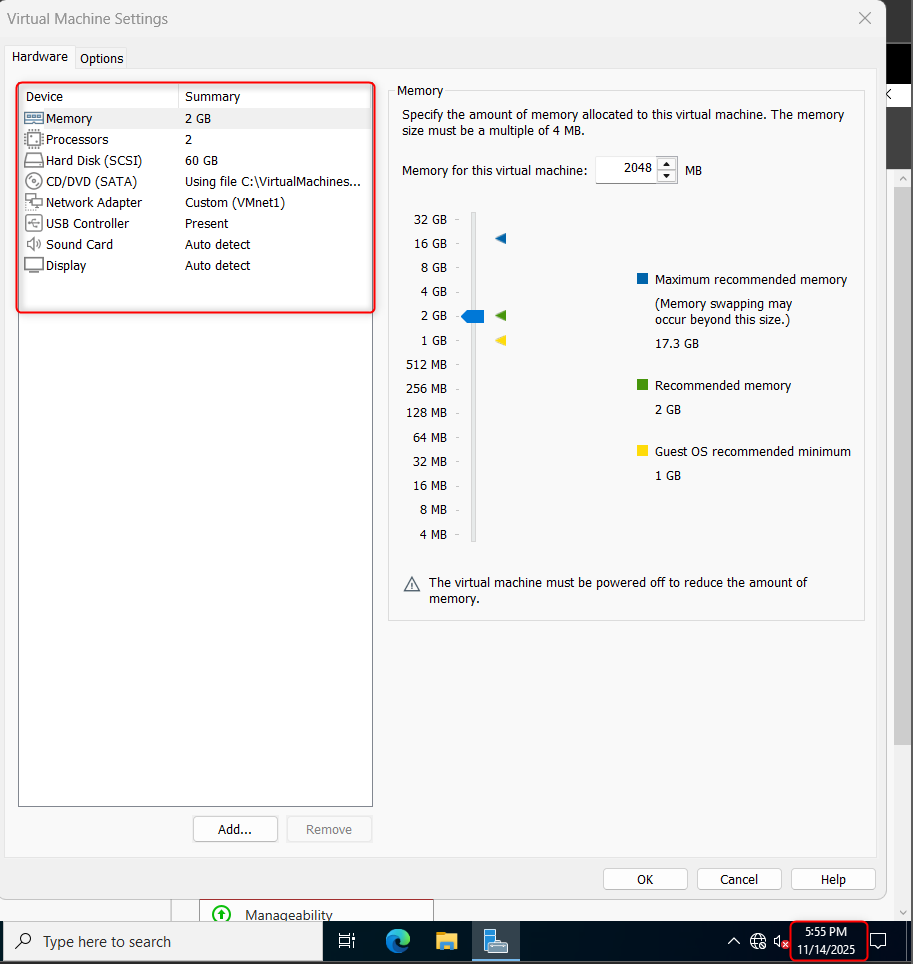 Virtual Machine Settings
Hardware
Options
Device Summary
Memory 2 GB
Processors 2
Hard Disk (SCSI) 60 GB
CD/DVD (SATA) Using file C:\VirtualMachines...
Network Adapter Custom (VMnet1)
USB Controller Present
Sound Card Auto detect
Display Auto detect
Add...
Remove
Memory
Specify the amount of memory allocated to this virtual machine. The memory
size must be a multiple of 4 MB.
Memory for this virtual machine: 2048 MB
32 GB
16 GB
8 GB
4 GB
2 GB
1 GB
512 MB
256 MB
128 MB
64 MB
32 MB
16 MB
8 MB
4 MB
Maximum recommended memory
(Memory swapping may
occur beyond this size.)
17.3 GB
Recommended memory
2 GB
Guest OS recommended minimum
1 GB
The virtual machine must be powered off to reduce the amount of
memory.
OK
Cancel
Help
Manageability
Type here to search
5:55 PM
11/14/2025